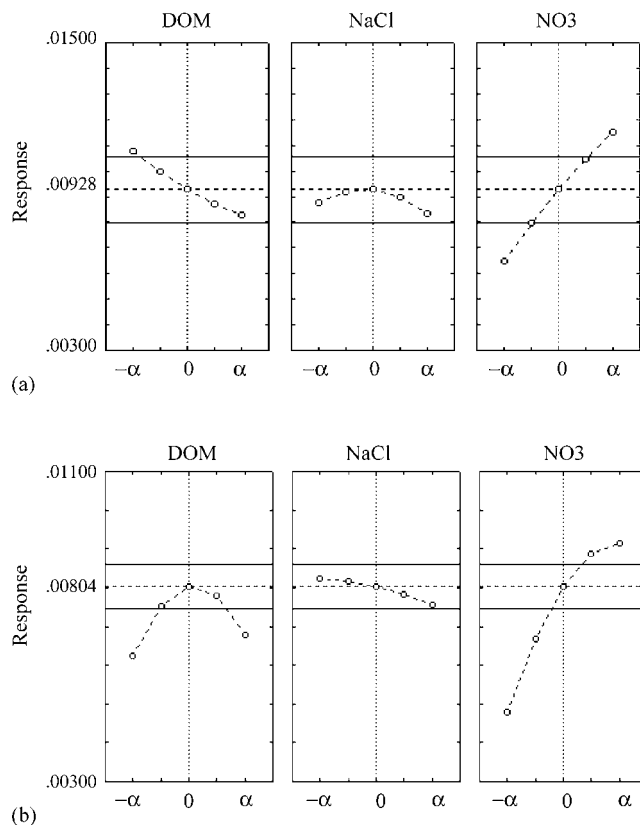 DOM NaCl NO3
.01500
Response
.00928
.00300
(a)
−α 0 α −α 0 α −α 0 α
DOM NaCl NO3
.01100
Response
.00804
.00300
(b)
−α 0 α −α 0 α −α 0 α